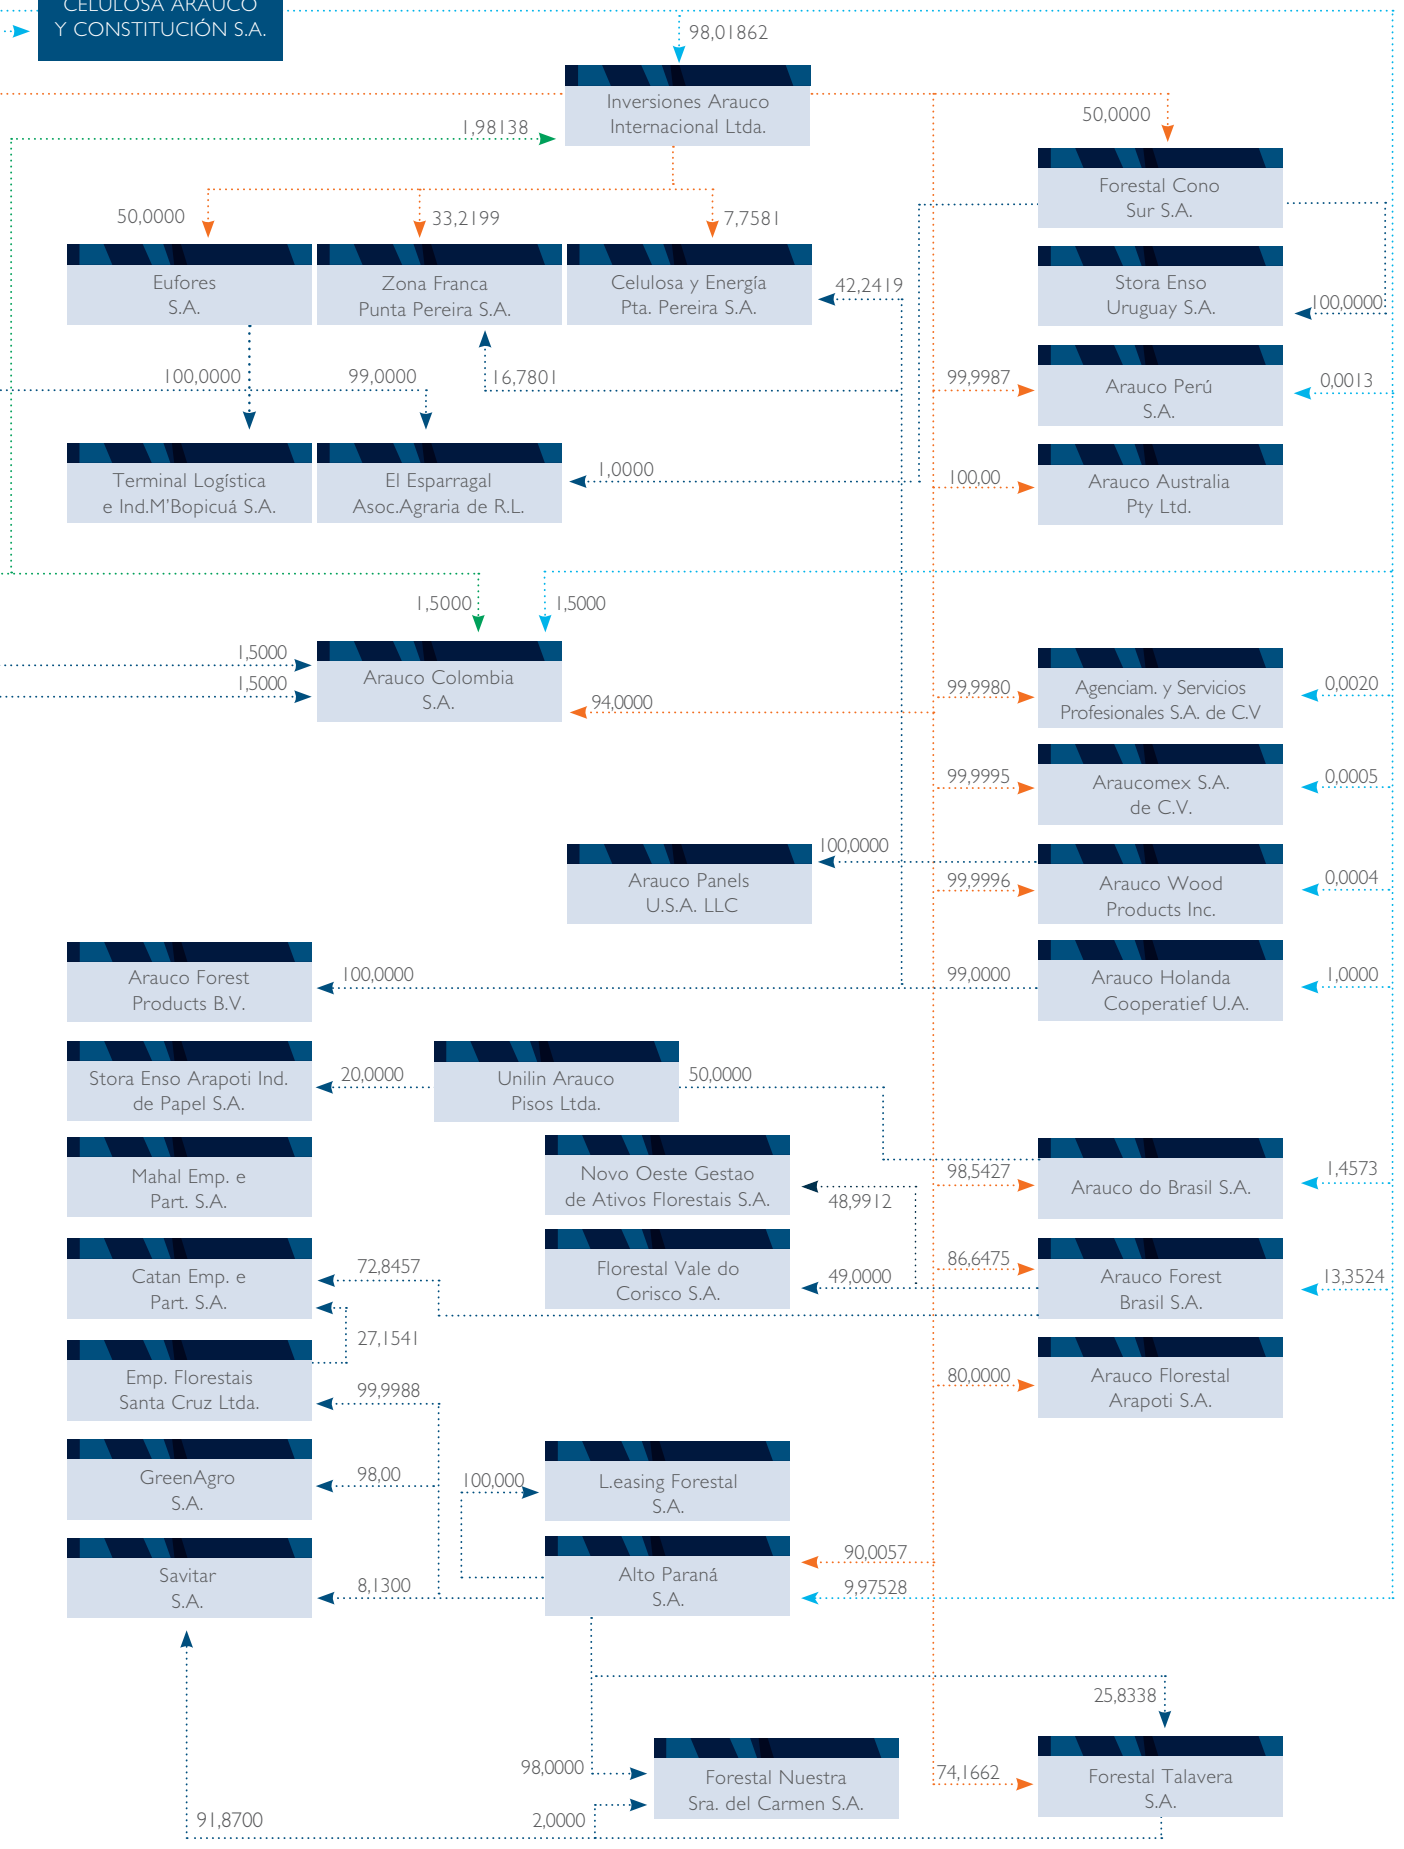 CELULOSA ARAUCO
Y CONSTITUCIÓN S.A.
98,01862
Inversiones Arauco
Internacional Ltda.
1,98138
50,0000
Forestal Cono
Sur S.A.
50,0000
33,2199
7,7581
Eufores
S.A.
Zona Franca
Punta Pereira S.A.
Celulosa y Energía
Pta. Pereira S.A.
42,2419
Stora Enso
Uruguay S.A.
100,0000
100,0000
99,0000
16,7801
99,9987
Arauco Perú
S.A.
0,0013
Terminal Logística
e Ind.M'Bopicuá S.A.
El Esparragal
Asoc.Agraria de R.L.
1,0000
100,00
Arauco Australia
Pty Ltd.
1,5000
1,5000
1,5000
1,5000
Arauco Colombia
S.A.
94,0000
99,9980
Agenciam. y Servicios
Profesionales S.A. de C.V
0,0020
99,9995
Araucomex S.A.
de C.V.
0,0005
100,0000
Arauco Panels
U.S.A. LLC
99,9996
Arauco Wood
Products Inc.
0,0004
Arauco Forest
Products B.V.
100,0000
99,0000
Arauco Holanda
Cooperatief U.A.
1,0000
Stora Enso Arapoti Ind.
de Papel S.A.
20,0000
Unilin Arauco
Pisos Ltda.
50,0000
Mahal Emp. e
Part. S.A.
Novo Oeste Gestao
de Ativos Florestais S.A.
48,9912
98,5427
Arauco do Brasil S.A.
1,4573
Catan Emp. e
Part. S.A.
72,8457
Florestal Vale do
Corisco S.A.
49,0000
86,6475
Arauco Forest
Brasil S.A.
13,3524
27,1541
Emp. Florestais
Santa Cruz Ltda.
99,9988
80,0000
Arauco Florestal
Arapoti S.A.
GreenAgro
S.A.
98,00
100,000
L.easing Forestal
S.A.
Savitar
S.A.
8,1300
Alto Paraná
S.A.
90,0057
9,97528
25,8338
98,0000
Forestal Nuestra
Sra. del Carmen S.A.
74,1662
Forestal Talavera
S.A.
91,8700
2,0000